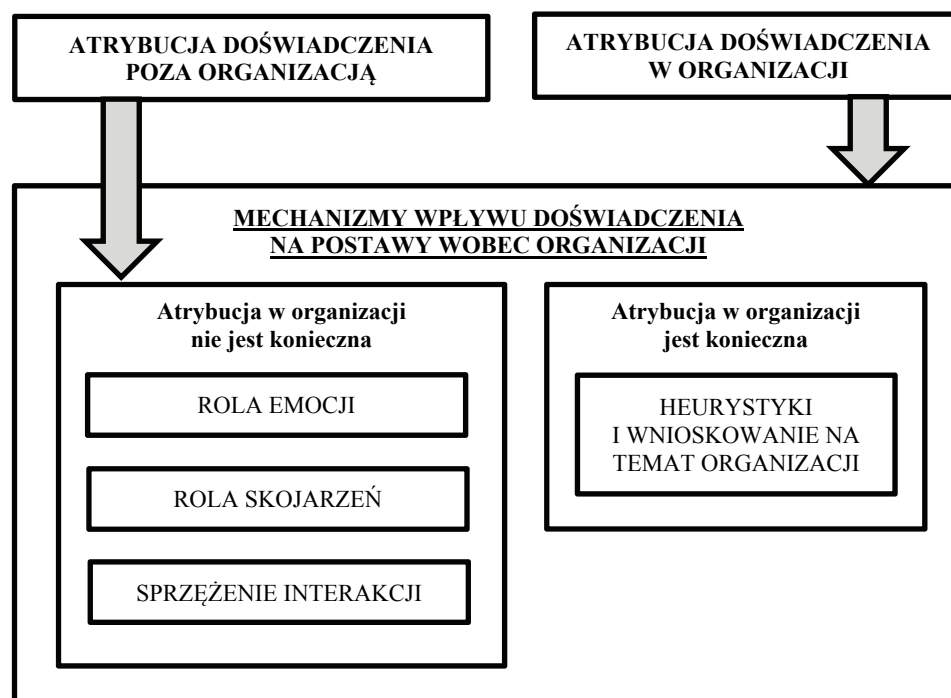 ATRYBUCJA DOŚWIADCZENIA
POZA ORGANIZACJĄ
ATRYBUCJA DOŚWIADCZENIA
W ORGANIZACJI
MECHANIZMY WPŁYWU DOŚWIADCZENIA
NA POSTAWY WOBEC ORGANIZACJI
Atrybucja w organizacji
nie jest konieczna
ROLA EMOCJI
ROLA SKOJARZEŃ
SPRZĘŻENIE INTERAKCJI
Atrybucja w organizacji
jest konieczna
HEURYSTYKI
I WNIOSKOWANIE NA
TEMAT ORGANIZACJI